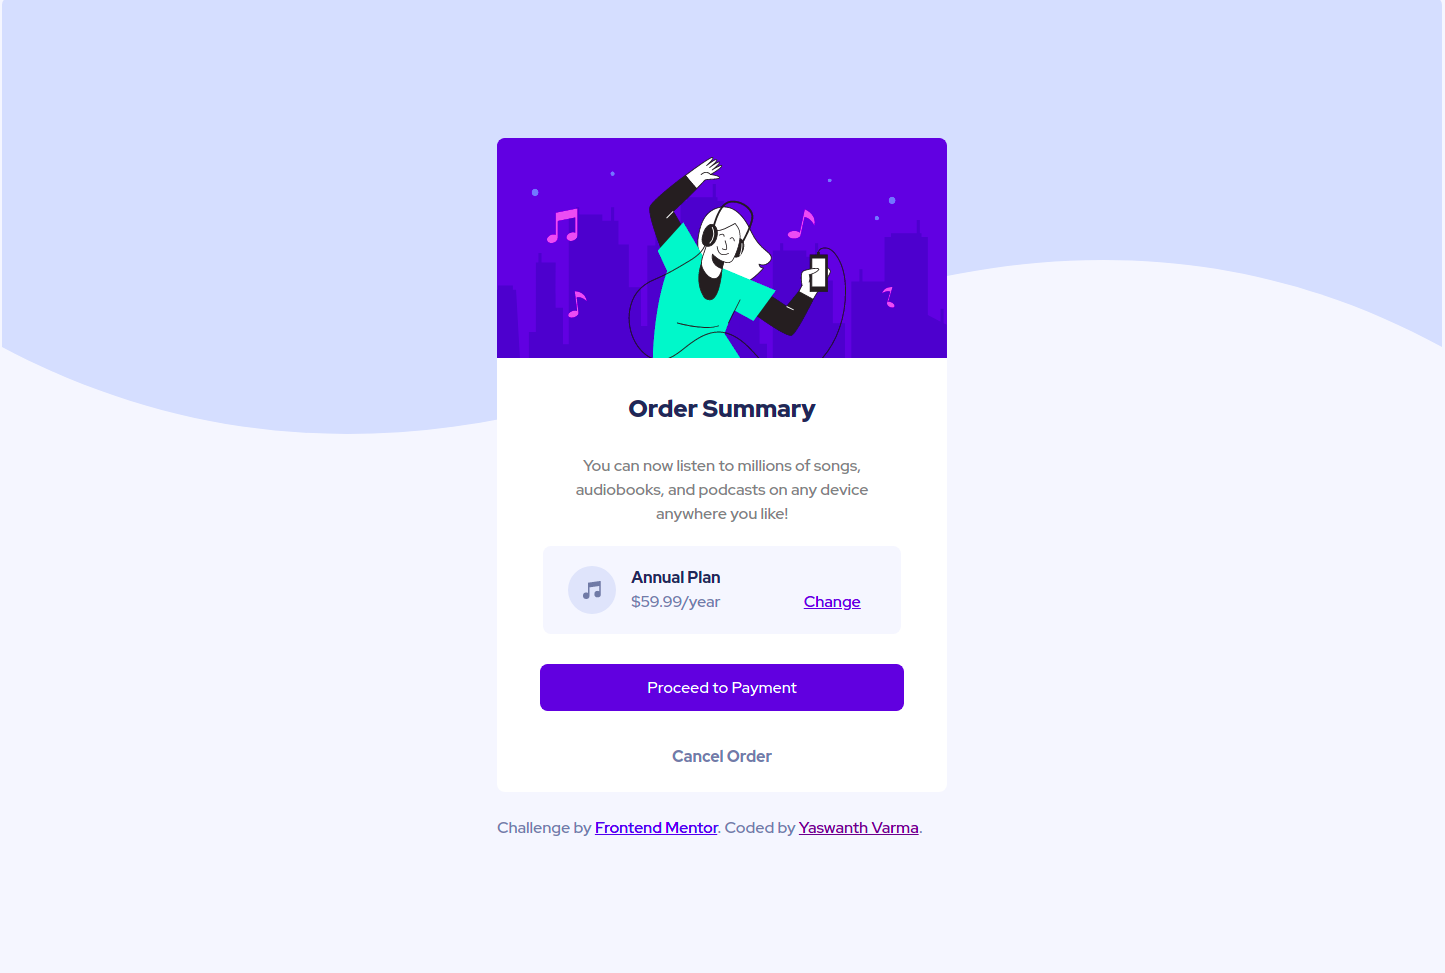 Order Summary
You can now listen to millions of songs,
audiobooks, and podcasts on any device
anywhere you like!
Annual Plan
$59.99/year
Change
Proceed to Payment
Cancel Order
Challenge by Frontend Mentor. Coded by Yaswanth Varma.